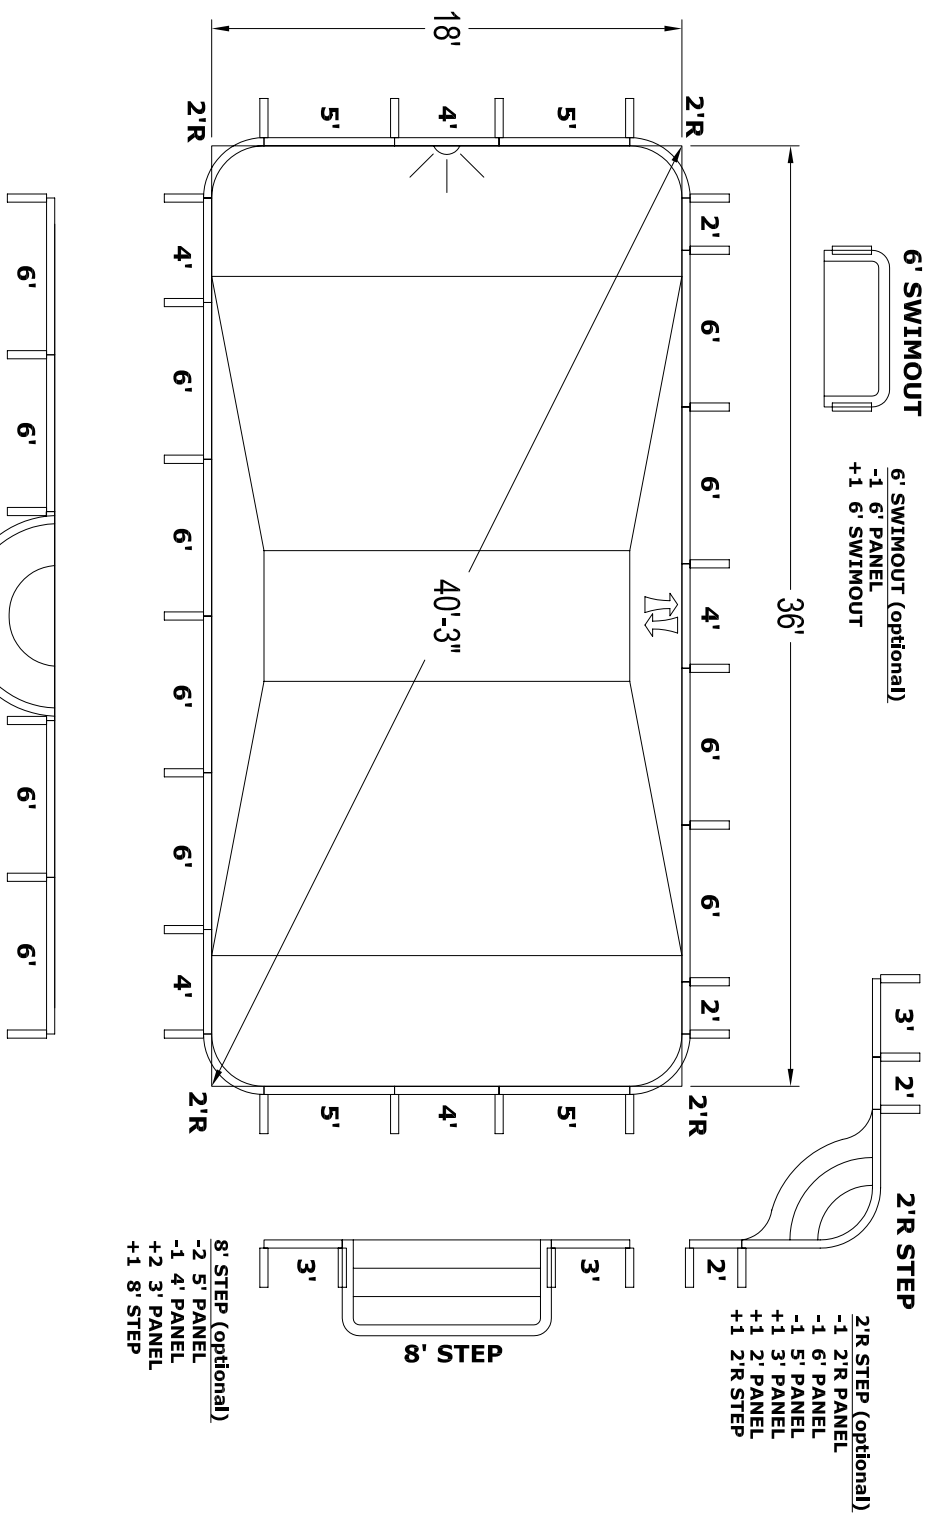 6' SWIMOUT
6' SWIMOUT (optional)
-1 6' PANEL
+1 6' SWIMOUT
3'
2'
2'R STEP
2'R STEP (optional)
-1 2'R PANEL
-1 6' PANEL
-1 5' PANEL
+1 3' PANEL
+1 2' PANEL
+1 2'R STEP
2'
36'
2'R
2'
6'
6'
4'
6'
6'
2'
2'R
5'
4'
5'
18'
40'-3"
5'
4'
5'
3'
8' STEP
3'
2'R
4'
6'
6'
6'
6'
4'
2'R
8' STEP (optional)
-2 5' PANEL
-1 4' PANEL
+2 3' PANEL
+1 8' STEP
6'
6'
6'
6'